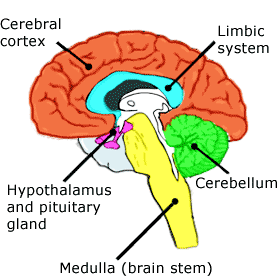 Cerebral
cortex
Limbic
system
Hypothalamus
and pituitary
gland
Cerebellum
Medulla (brain stem)